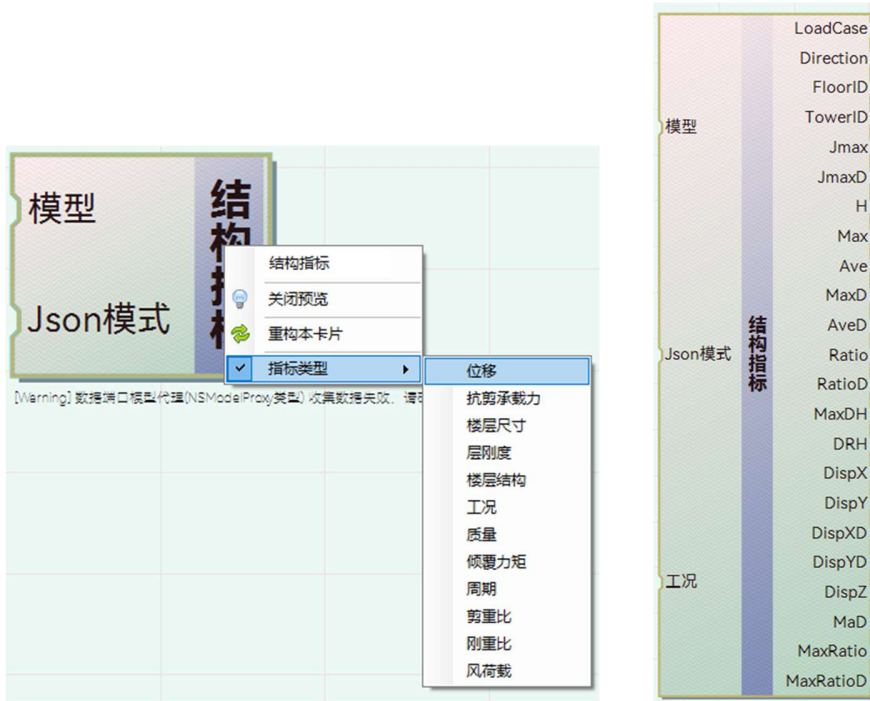 模型
Json模式
结构指标
结构指标
关闭预览
重构本卡片
指标类型
[Warning] 数据端口模型代理(NSModelProxy类型) 收集数据失败，请
位移
抗剪承载力
楼层尺寸
层刚度
楼层结构
工况
质量
倾覆力矩
周期
剪重比
刚重比
风荷载
模型
Json模式
工况
结构指标
LoadCase
Direction
FloorID
TowerID
Jmax
JmaxD
H
Max
Ave
MaxD
AveD
Ratio
RatioD
MaxDH
DRH
DispX
DispY
DispXD
DispYD
DispZ
MaD
MaxRatio
MaxRatioD